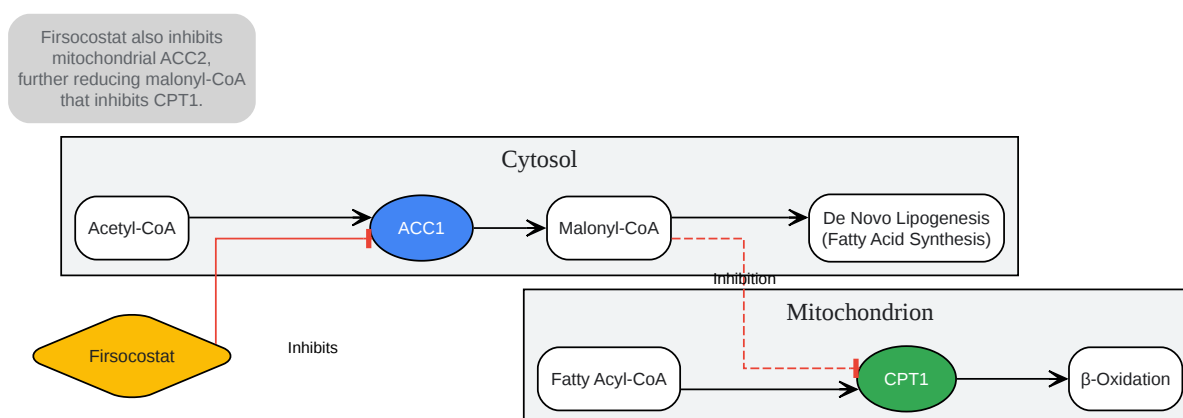 Firsocostat also inhibits
mitochondrial ACC2,
further reducing malonyl-CoA
that inhibits CPT1.
Cytosol
Acetyl-CoA
ACC1
Malonyl-CoA
De Novo Lipogenesis
(Fatty Acid Synthesis)
Inhibition
Mitochondrion
Firsocostat
Inhibits
Fatty Acyl-CoA
CPT1
β-Oxidation